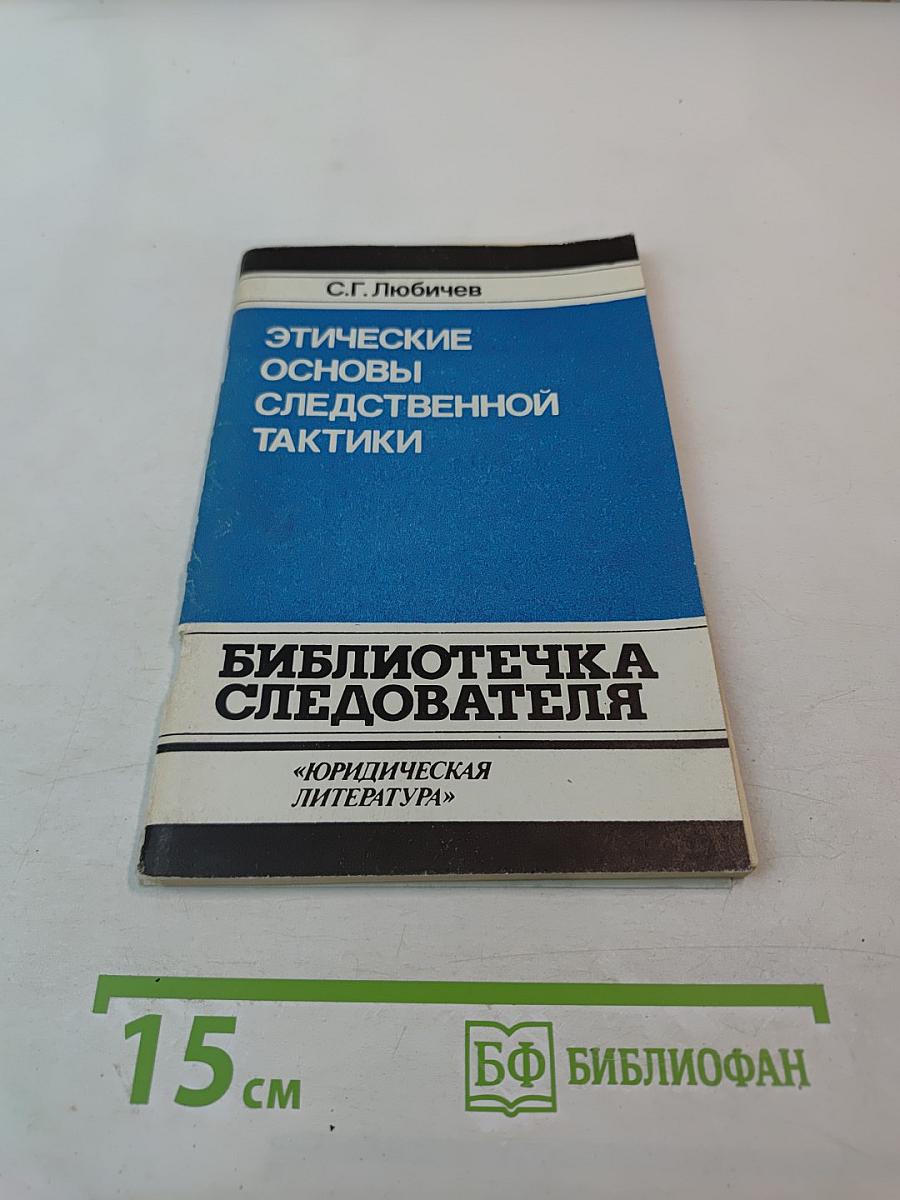 С.Г. Любичев
ЭТИЧЕСКИЕ
ОСНОВЫ
СЛЕДСТВЕННОЙ
ТАКТИКИ
БИБЛИОТЕЧКА
СЛЕДОВАТЕЛЯ
«ЮРИДИЧЕСКАЯ
ЛИТЕРАТУРА»
15 см
БФ БИБЛИОФАН